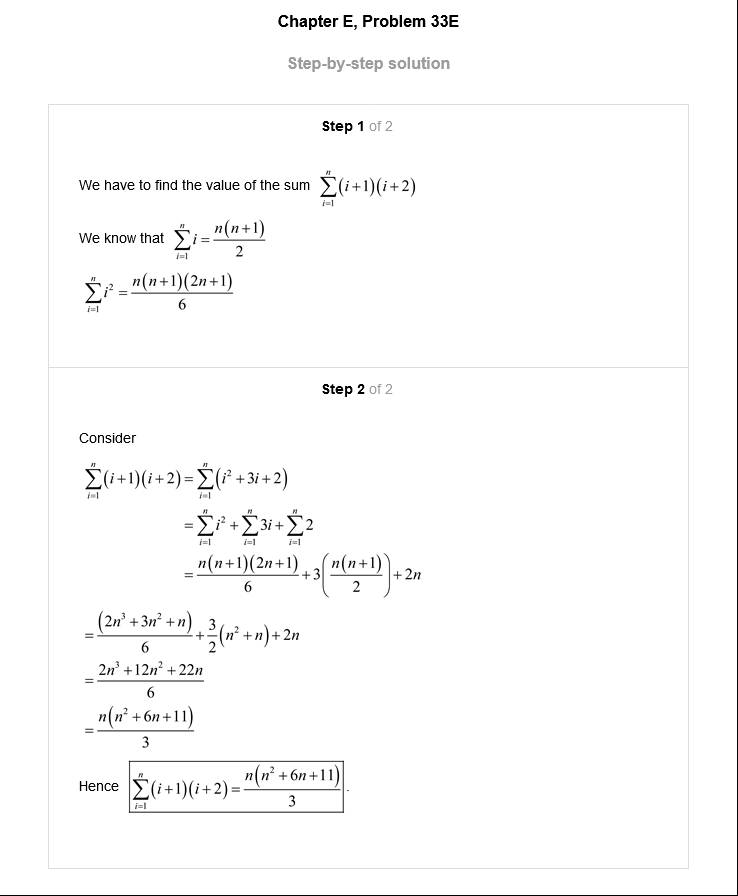 Chapter E, Problem 33E
Step-by-step solution
Step 1 of 2
We have to find the value of the sum $\sum_{i=1}^{n}(i+1)(i+2)$
We know that $\sum_{i=1}^{n} i = \frac{n(n+1)}{2}$
$\sum_{i=1}^{n} i^2 = \frac{n(n+1)(2n+1)}{6}$
Step 2 of 2
Consider
$\sum_{i=1}^{n}(i+1)(i+2) = \sum_{i=1}^{n}(i^2+3i+2)$
$= \sum_{i=1}^{n} i^2 + \sum_{i=1}^{n} 3i + \sum_{i=1}^{n} 2$
$= \frac{n(n+1)(2n+1)}{6} + 3\left(\frac{n(n+1)}{2}\right) + 2n$
$= \frac{(2n^3+3n^2+n)}{6} + \frac{3}{2}(n^2+n) + 2n$
$= \frac{2n^3+12n^2+22n}{6}$
$= \frac{n(n^2+6n+11)}{3}$
Hence $\sum_{i=1}^{n}(i+1)(i+2) = \frac{n(n^2+6n+11)}{3}$.